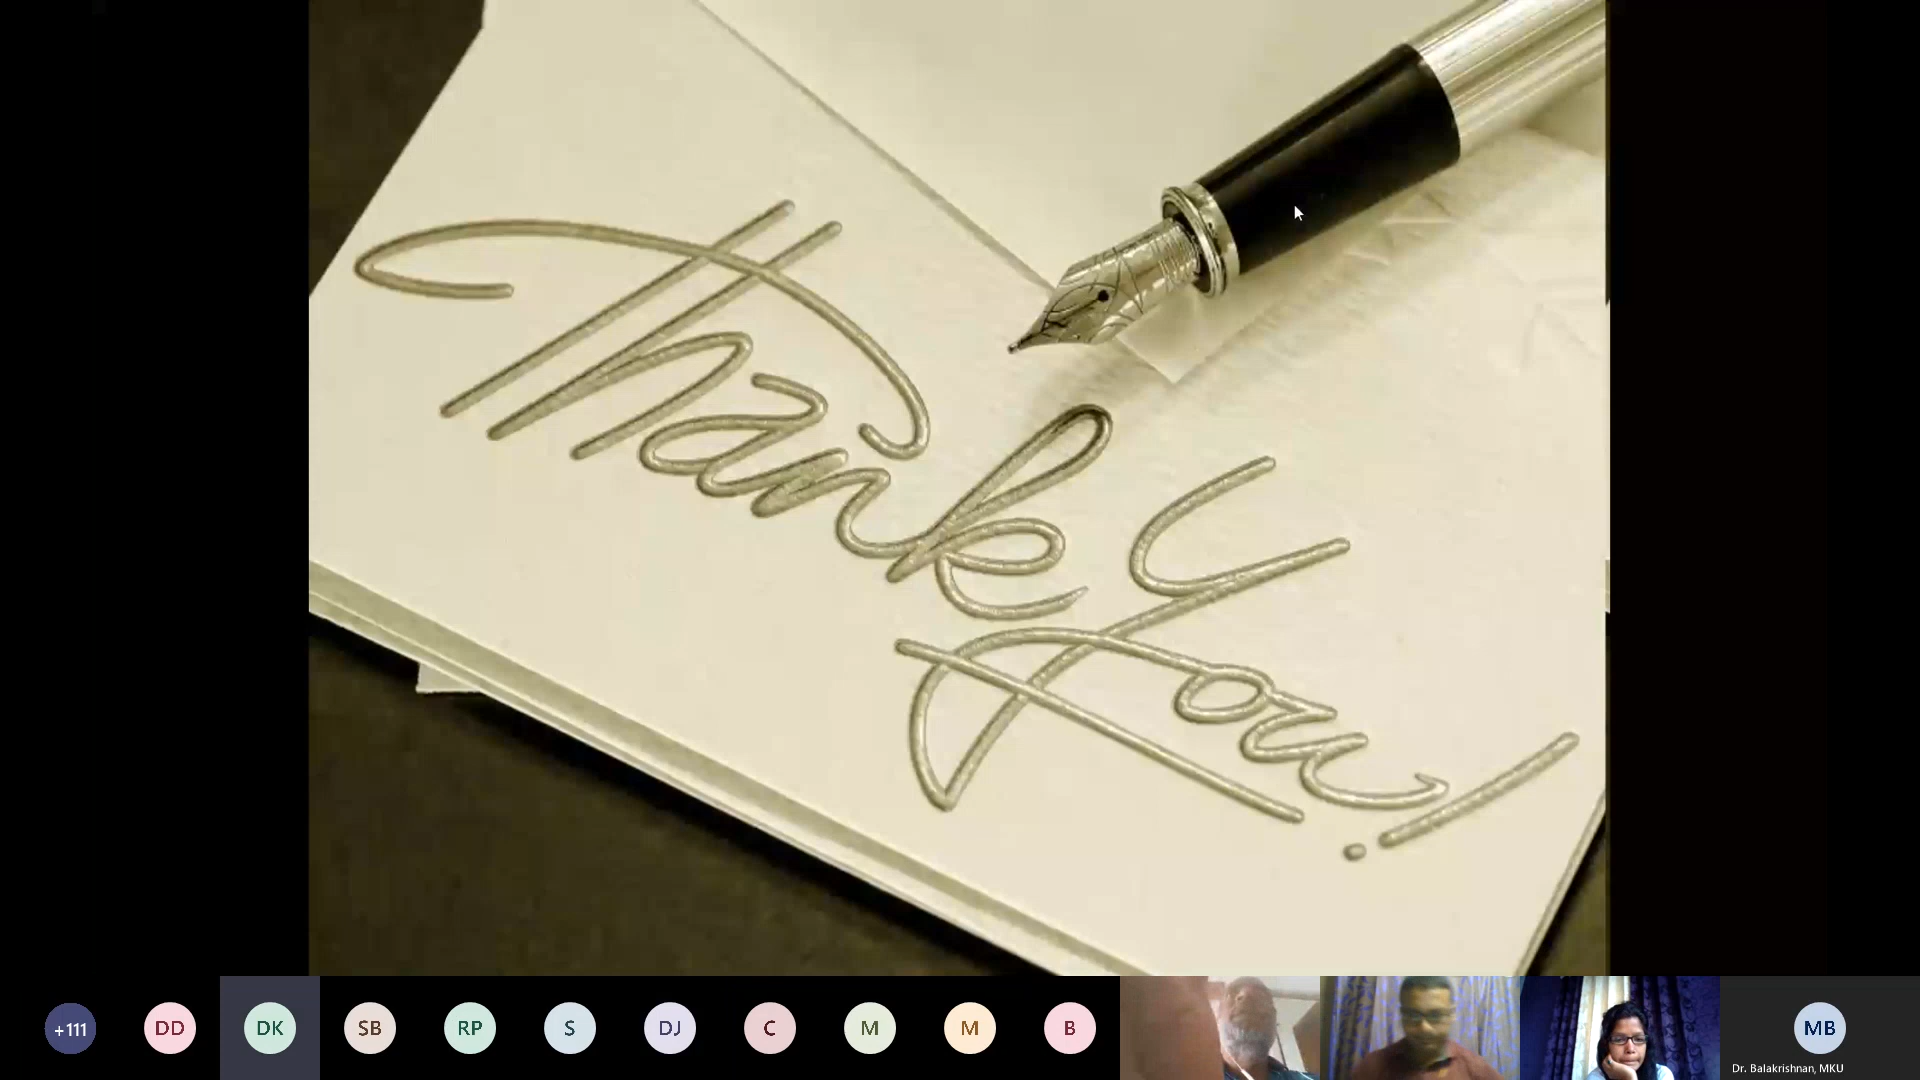 Thank
You!
+111
DD
DK
SB
RP
S
DJ
C
M
M
B
MB
Dr. Balakrishnan, MKU